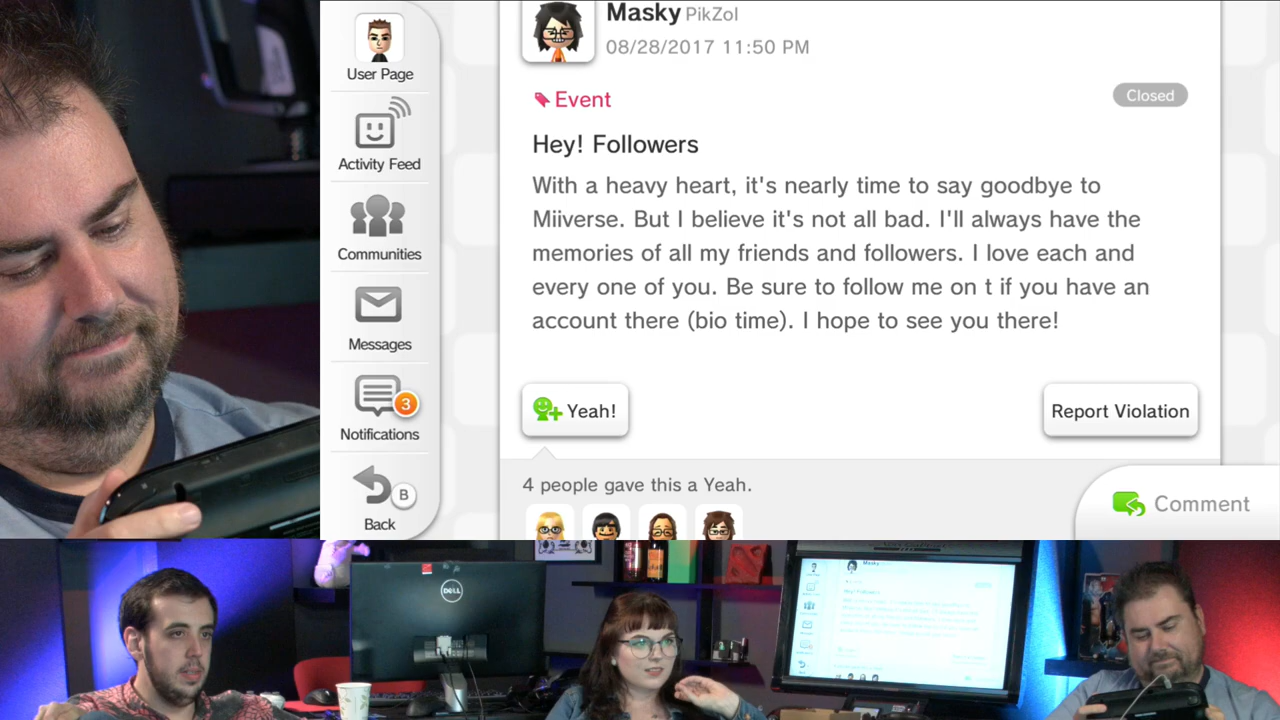 Masky PikZol
08/28/2017 11:50 PM
User Page
Event
Closed
Hey! Followers
Activity Feed
With a heavy heart, it's nearly time to say goodbye to
Miiverse. But I believe it's not all bad. I'll always have the
memories of all my friends and followers. I love each and
every one of you. Be sure to follow me on t if you have an
account there (bio time). I hope to see you there!
Communities
Messages
3
Notifications
Yeah!
Report Violation
4 people gave this a Yeah.
B
Back
Comment
DELL
Masky
Hey! Followers